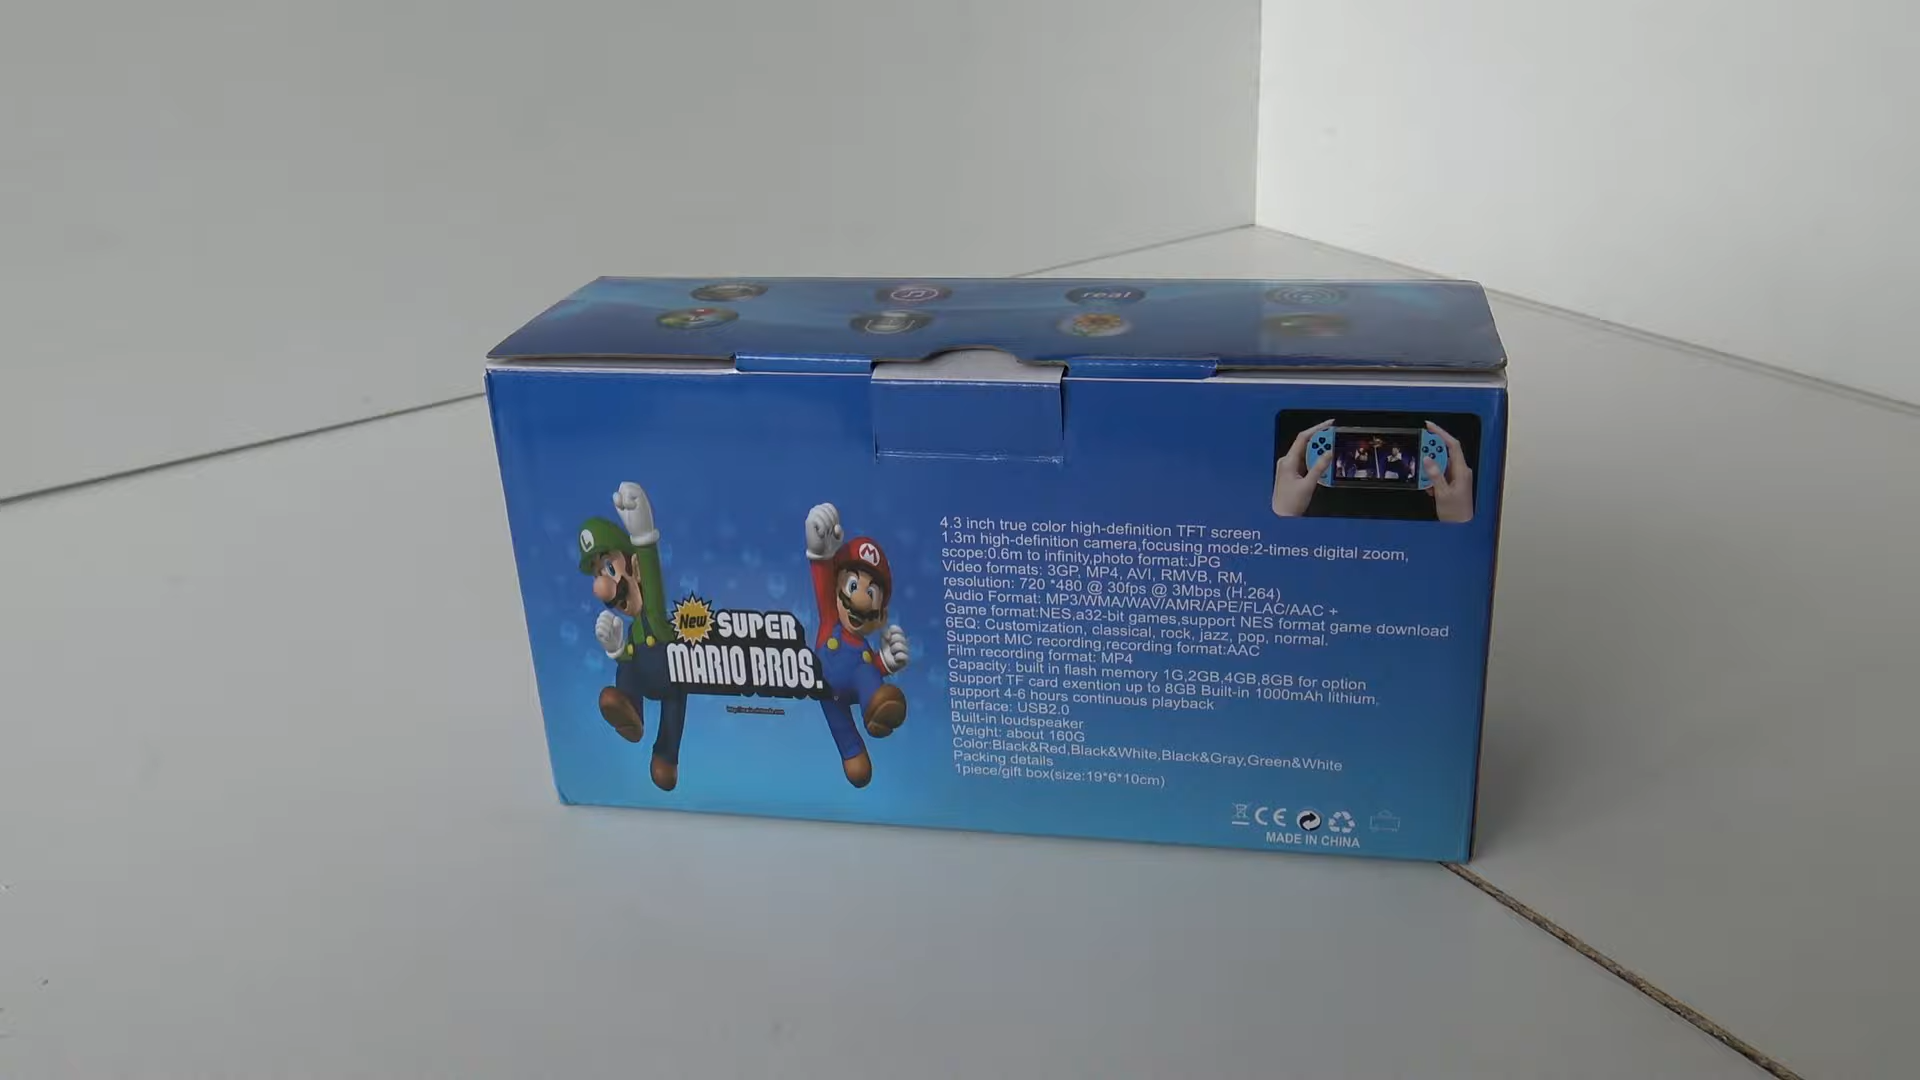 real
L
M
New SUPER
MARIO BROS.
4.3 inch true color high-definition TFT screen
1.3m high-definition camera,focusing mode:2-times digital zoom,
scope:0.6m to infinity,photo format:JPG
Video formats: 3GP, MP4, AVI, RMVB, RM,
resolution: 720 *480 @ 30fps @ 3Mbps (H.264)
Audio Format: MP3/WMA/WAV/AMR/APE/FLAC/AAC +
Game format:NES,a32-bit games,support NES format game download
6EQ: Customization, classical, rock, jazz, pop, normal.
Support MIC recording,recording format:AAC
Film recording format: MP4
Capacity: built in flash memory 1G,2GB,4GB,8GB for option
Support TF card exention up to 8GB Built-in 1000mAh lithium,
support 4-6 hours continuous playback
Interface: USB2.0
Built-in loudspeaker
Weight: about 160G
Color:Black&Red,Black&White,Black&Gray,Green&White
Packing details
1piece/gift box(size:19*6*10cm)
CE
MADE IN CHINA